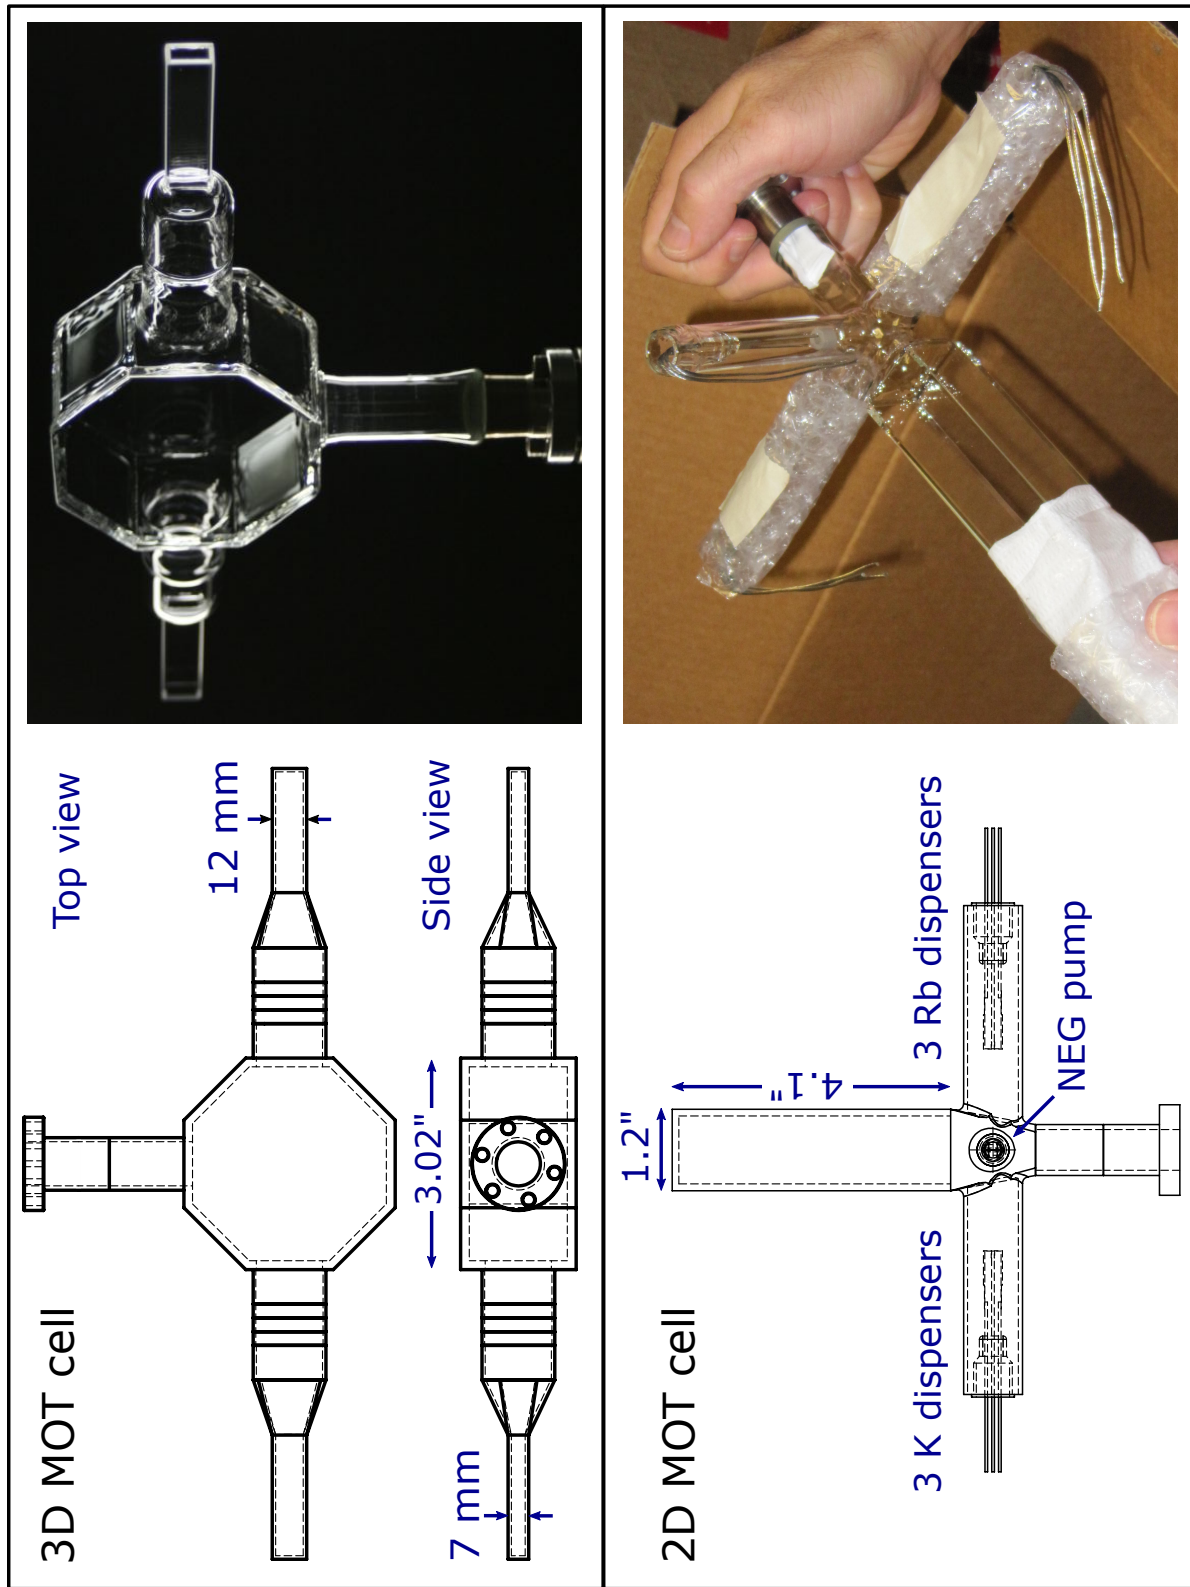 3D MOT cell
Top view
12 mm
7 mm
3.02"
Side view
2D MOT cell
1.2"
4.1"
3 K dispensers
3 Rb dispensers
NEG pump